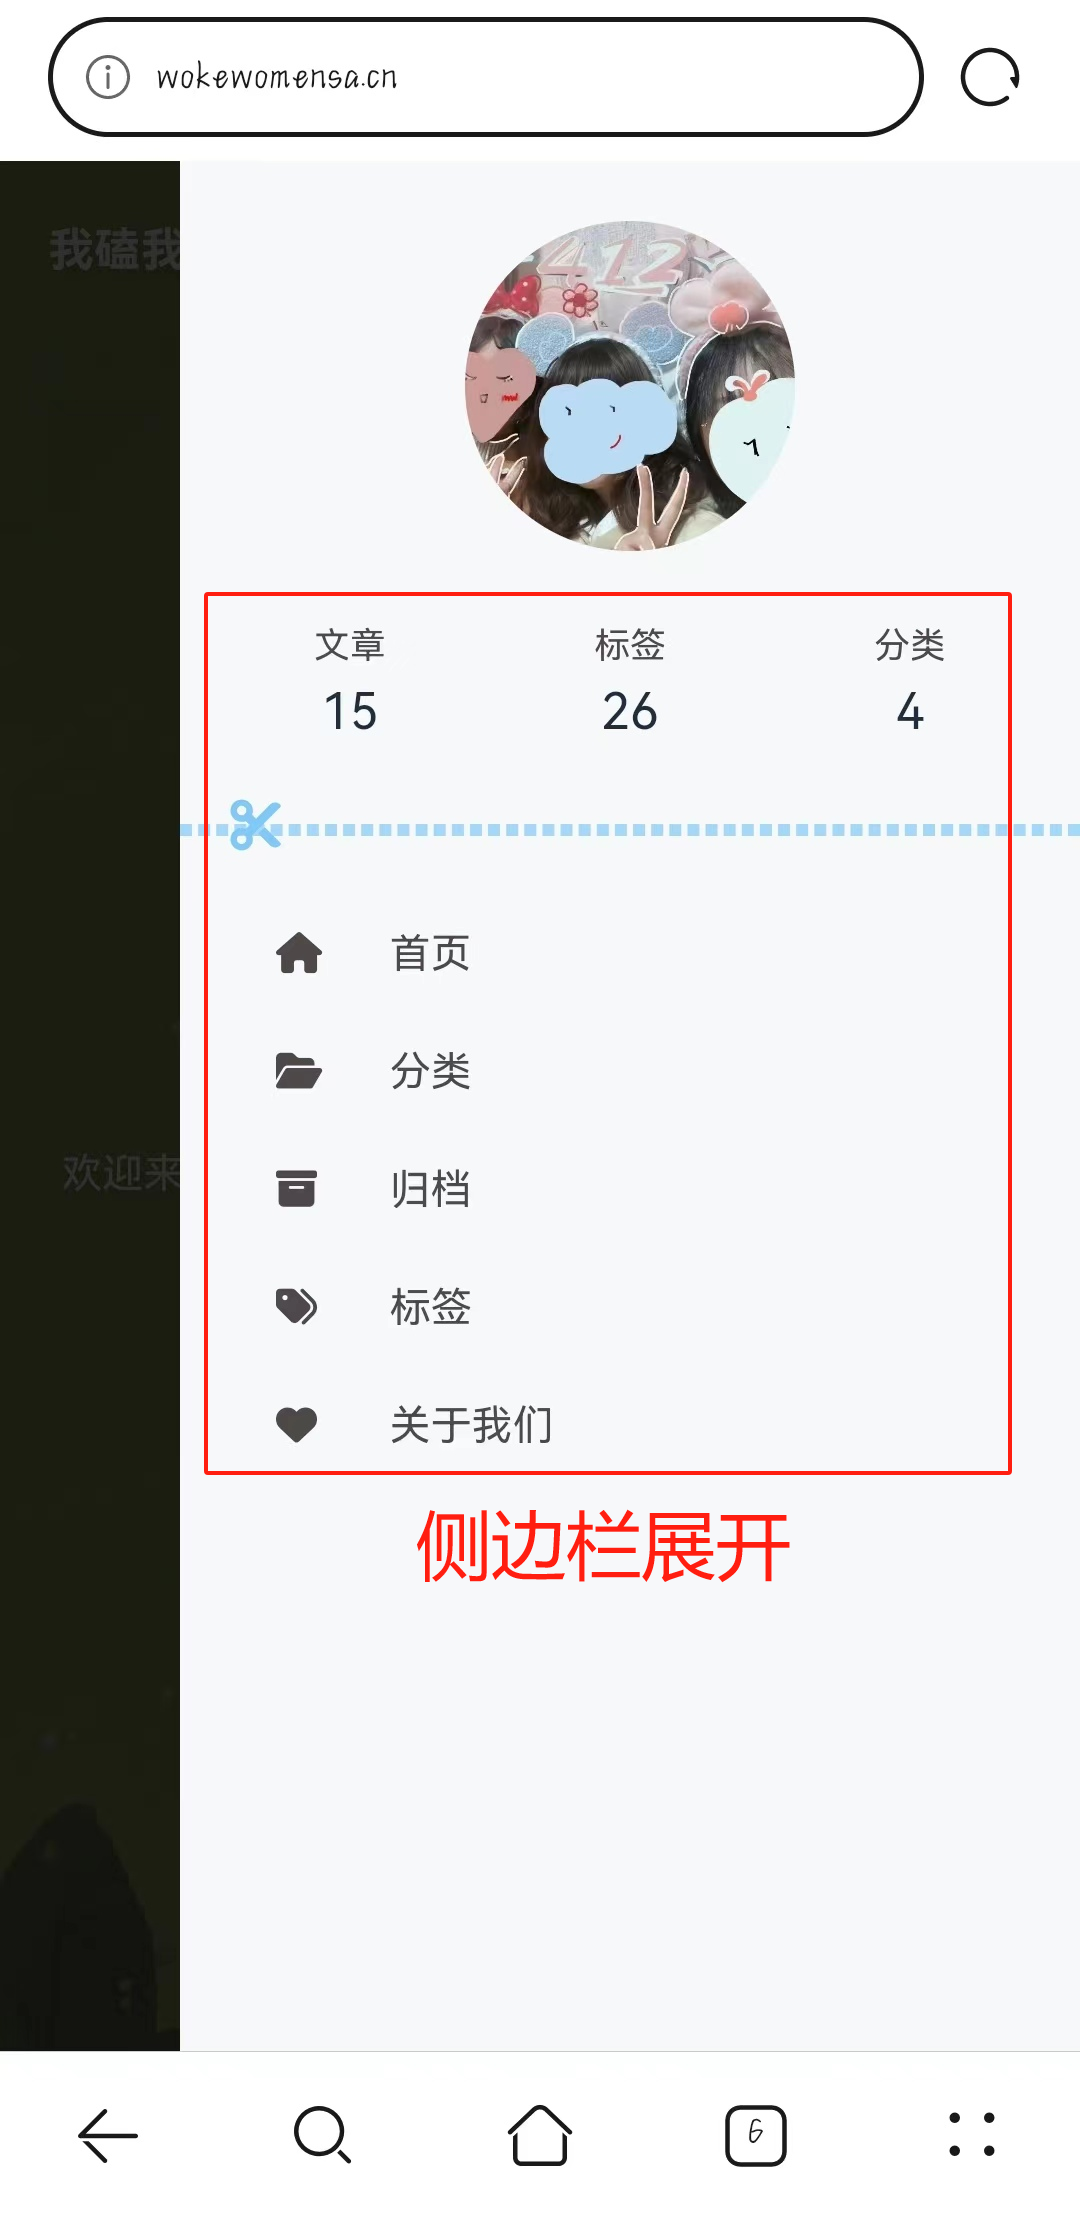 wokewomensa.cn
我磕我
412
文章 标签 分类
15 26 4
首页
分类
欢迎来
归档
标签
关于我们
侧边栏展开
6